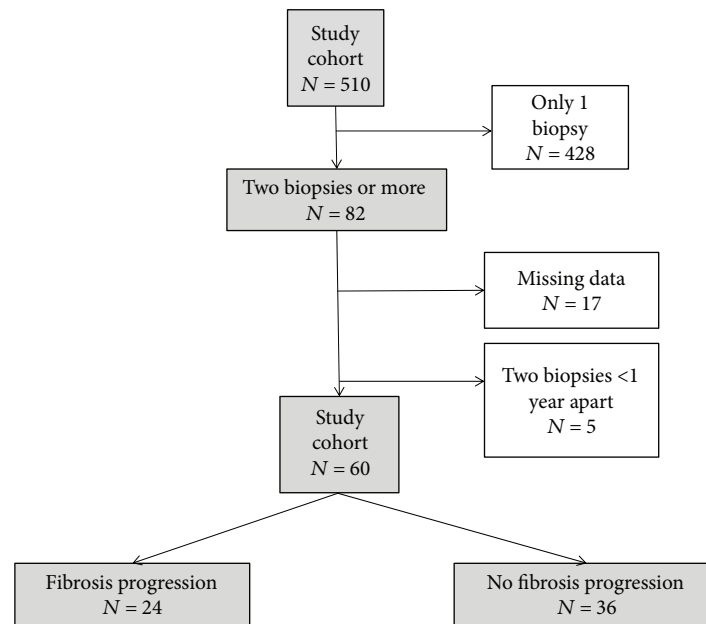 Study
cohort
N = 510
Only 1
biopsy
N = 428
Two biopsies or more
N = 82
Missing data
N = 17
Two biopsies <1
year apart
N = 5
Study
cohort
N = 60
Fibrosis progression
N = 24
No fibrosis progression
N = 36